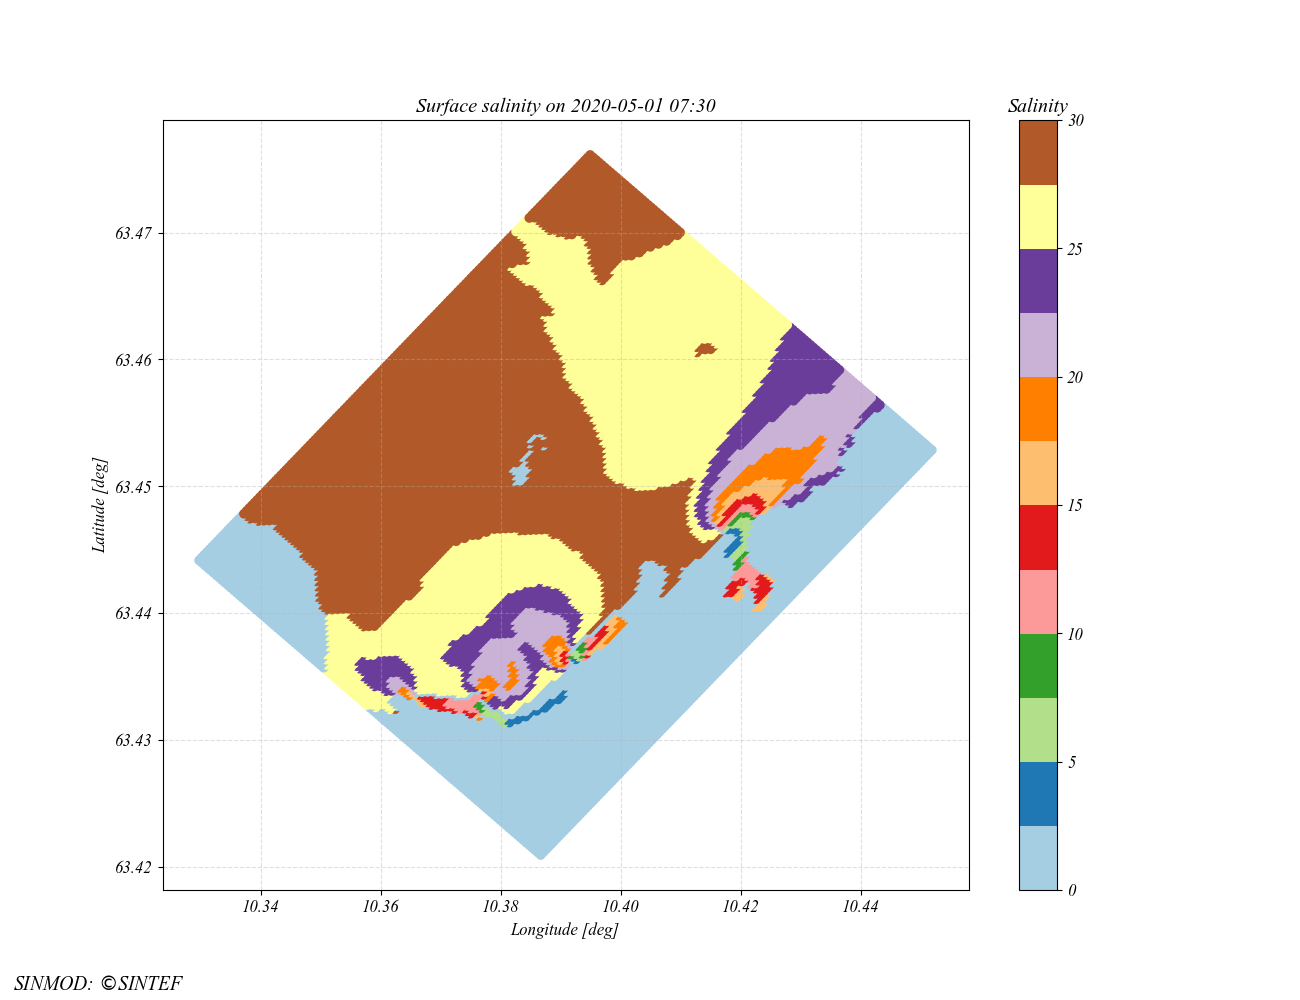 Surface salinity on 2020-05-01 07:30
Salinity
30
25
20
15
10
5
0
63.47
63.46
63.45
63.44
63.43
63.42
Latitude [deg]
10.34 10.36 10.38 10.40 10.42 10.44
Longitude [deg]
SINMOD: ©SINTEF